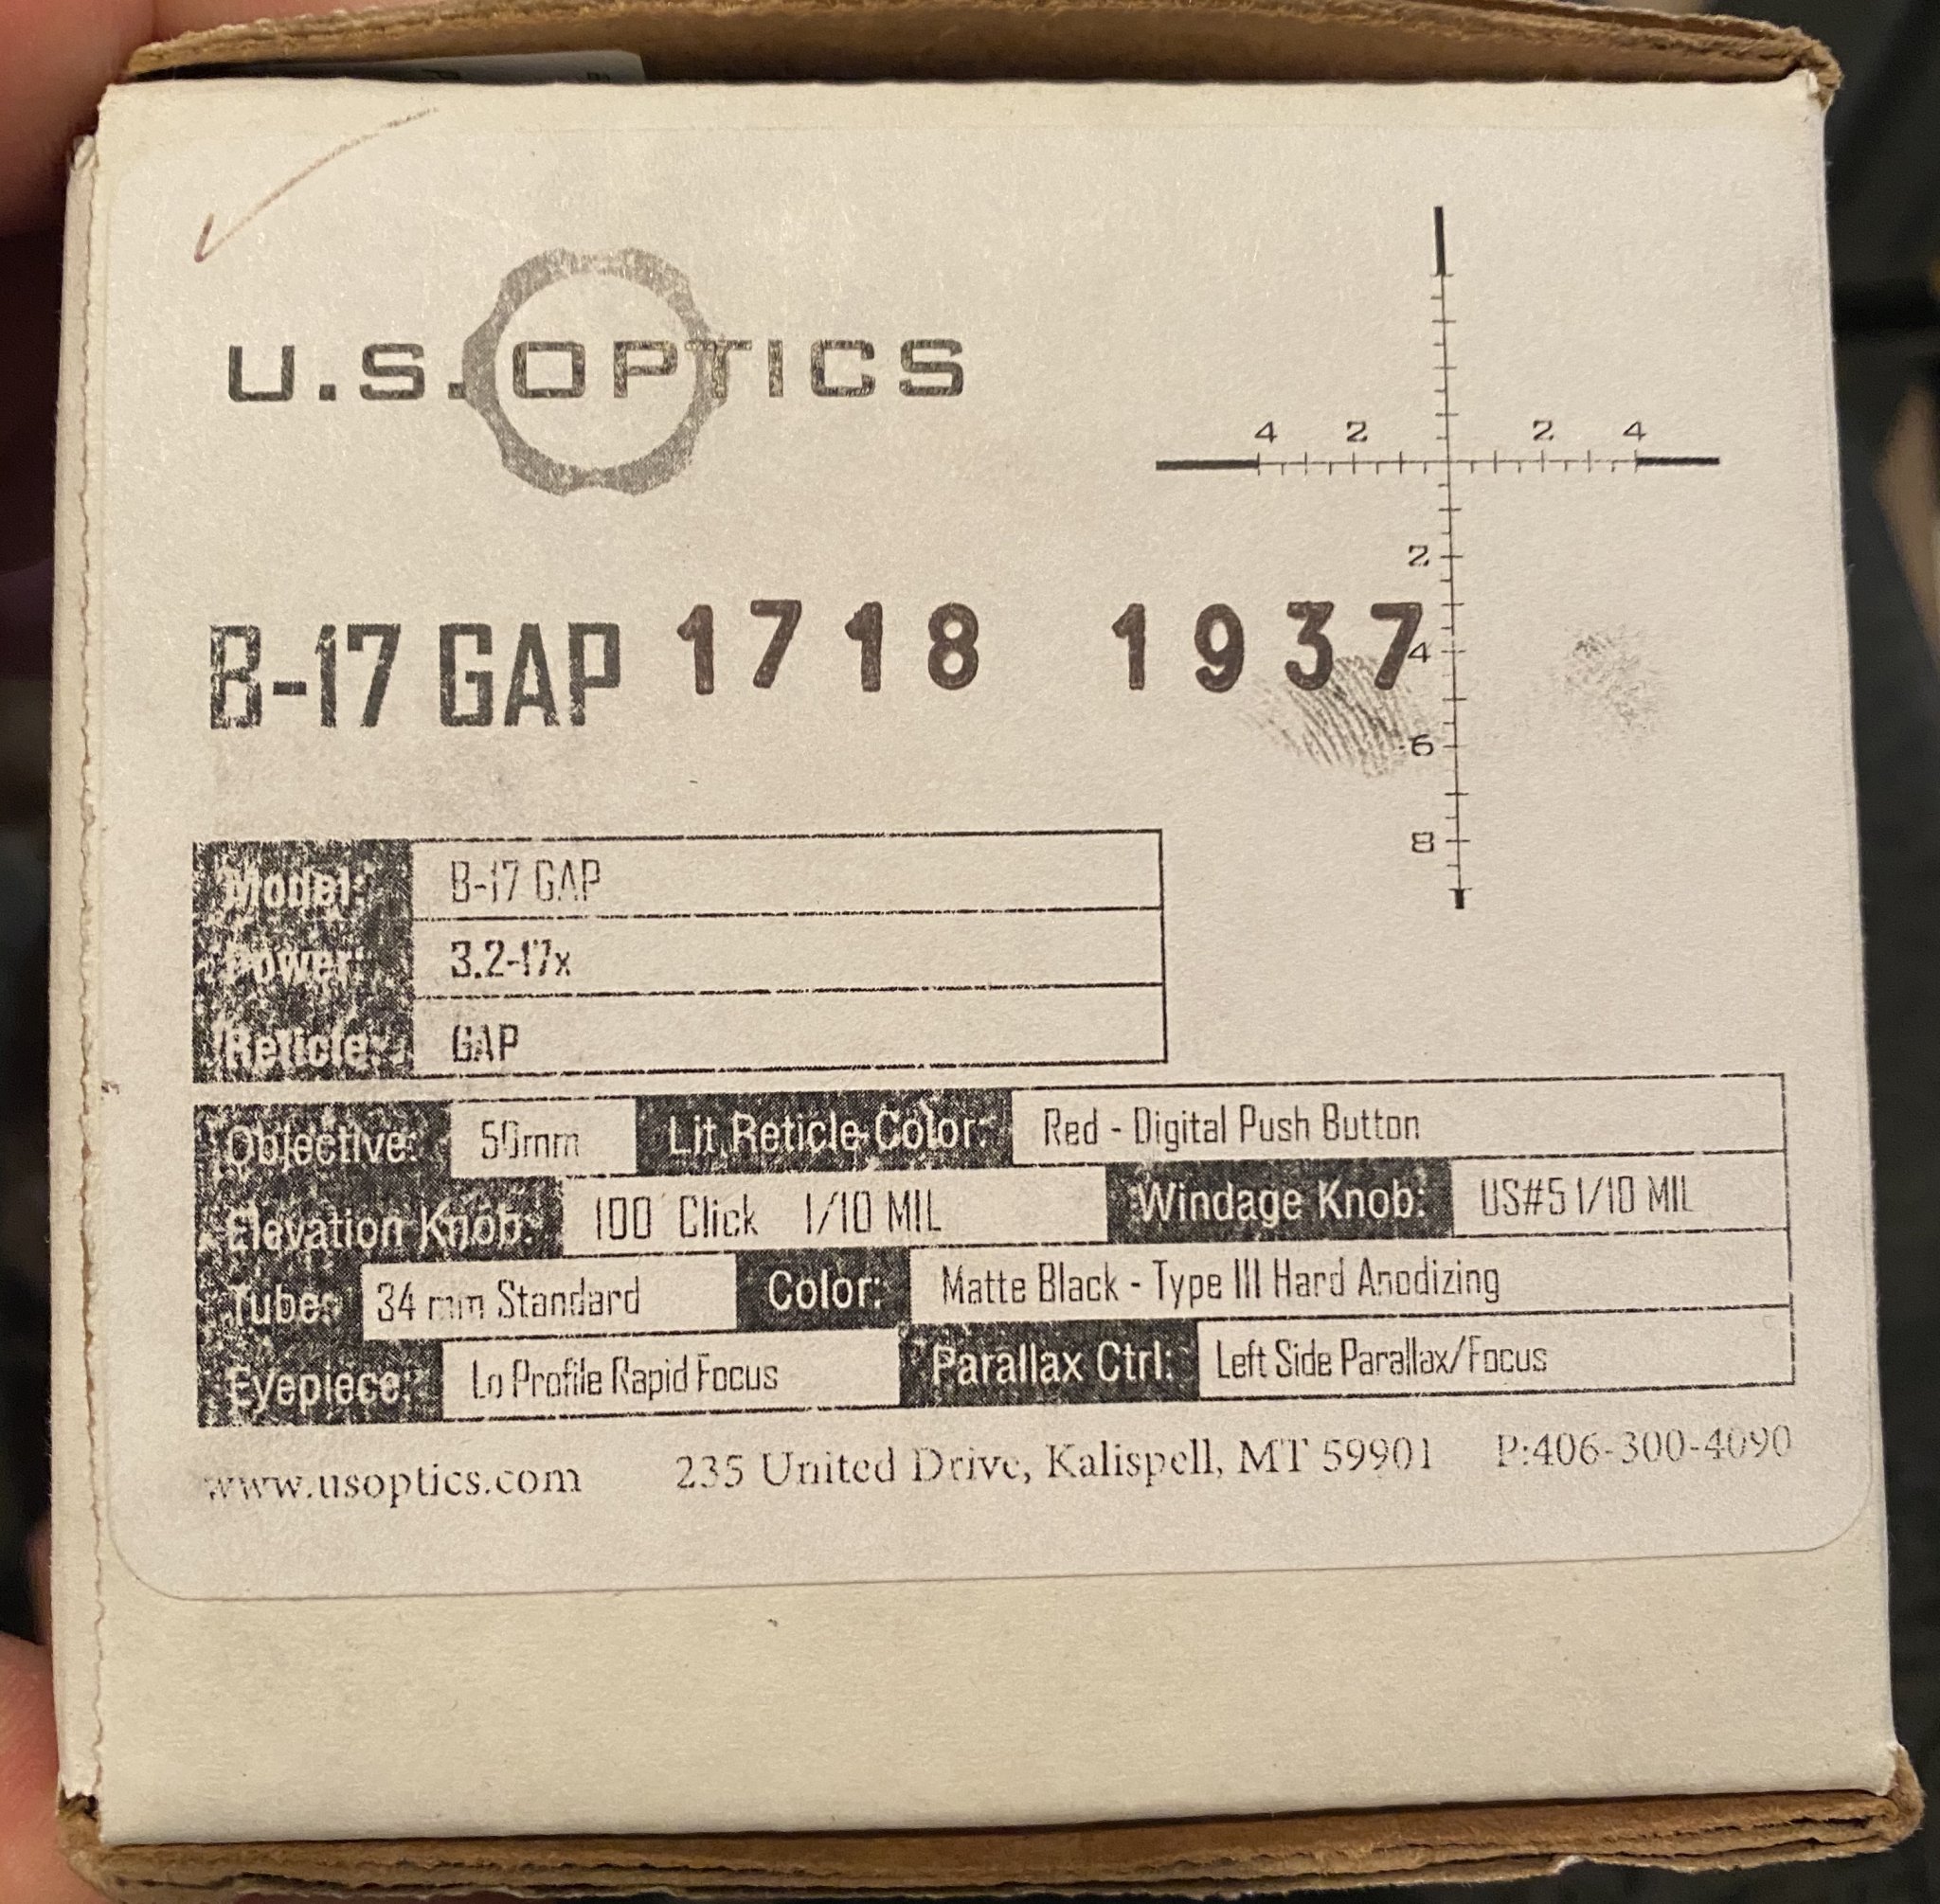 U.S. OPTICS
4 2 2 4
2
B-17 GAP 1718 1937
4
6
8
Model: B-17 GAP
Power: 3.2-17x
Reticle: GAP
Objective: 50mm Lit Reticle Color: Red - Digital Push Button
Elevation Knob: 100 Click 1/10 MIL Windage Knob: US#5 1/10 MIL
Tube: 34 mm Standard Color: Matte Black - Type III Hard Anodizing
Eyepiece: Lo Profile Rapid Focus Parallax Ctrl: Left Side Parallax/Focus
www.usoptics.com 235 United Drive, Kalispell, MT 59901 P:406-300-4090